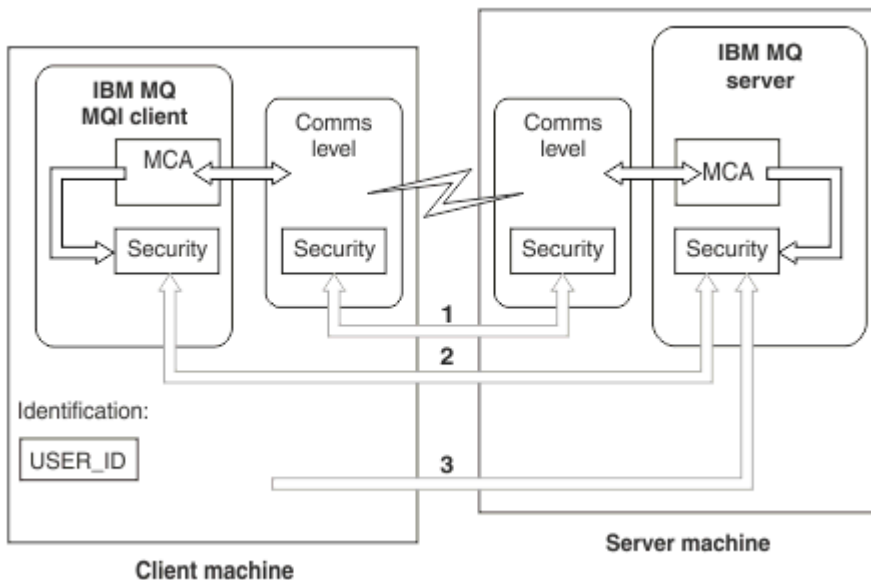 IBM MQ
MQI client
MCA
Security
Comms
level
Security
Comms
level
Security
IBM MQ
server
MCA
Security
1
2
3
Identification:
USER_ID
Client machine
Server machine